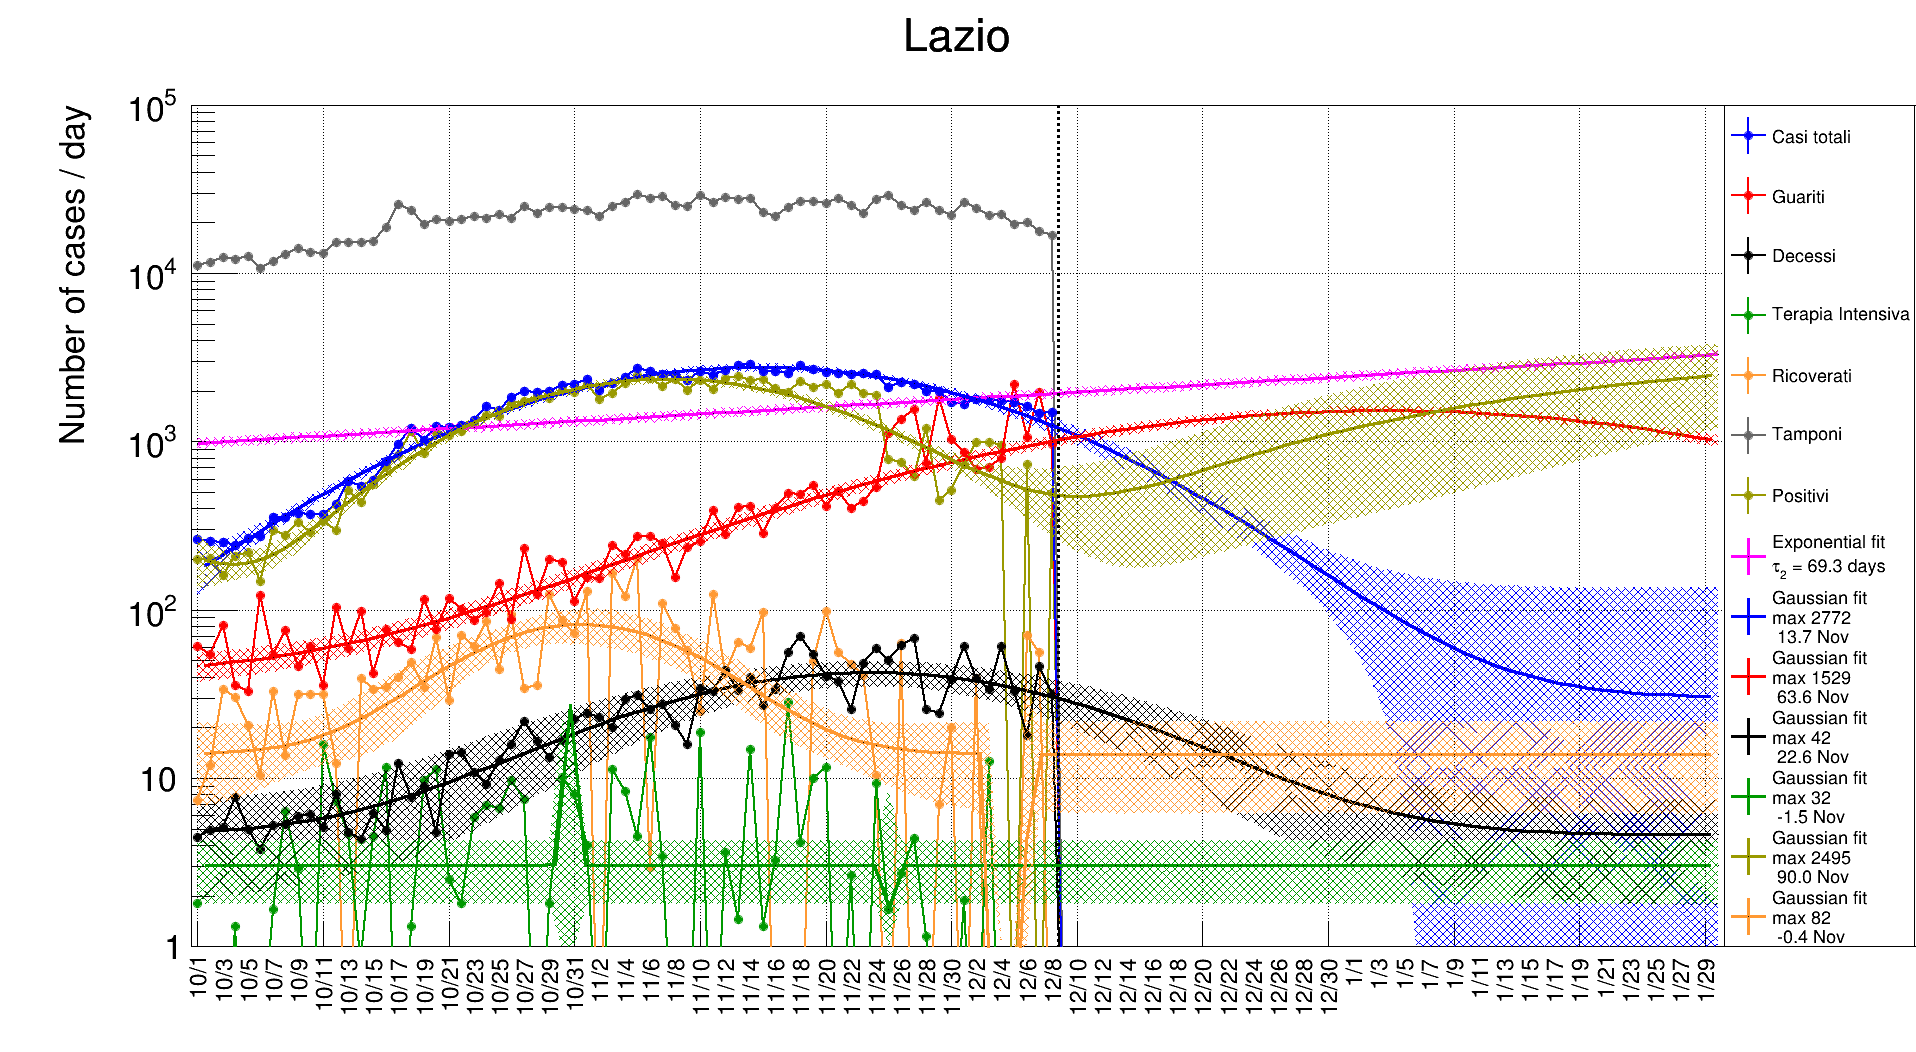 Lazio
Number of cases / day
10^5
10^4
10^3
10^2
10
1
10/1 10/3 10/5 10/7 10/9 10/11 10/13 10/15 10/17 10/19 10/21 10/23 10/25 10/27 10/29 10/31 11/2 11/4 11/6 11/8 11/10 11/12 11/14 11/16 11/18 11/20 11/22 11/24 11/26 11/28 11/30 12/2 12/4 12/6 12/8 12/10 12/12 12/14 12/16 12/18 12/20 12/22 12/24 12/26 12/28 12/30 1/1 1/3 1/5 1/7 1/9 1/11 1/13 1/15 1/17 1/19 1/21 1/23 1/25 1/27 1/29
Casi totali
Guariti
Decessi
Terapia Intensiva
Ricoverati
Tamponi
Positivi
Exponential fit
τ₂ = 69.3 days
Gaussian fit
max 2772
13.7 Nov
Gaussian fit
max 1529
63.6 Nov
Gaussian fit
max 42
22.6 Nov
Gaussian fit
max 32
-1.5 Nov
Gaussian fit
max 2495
90.0 Nov
Gaussian fit
max 82
-0.4 Nov